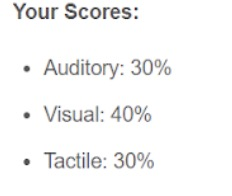 Your Scores:
• Auditory: 30%
• Visual: 40%
• Tactile: 30%